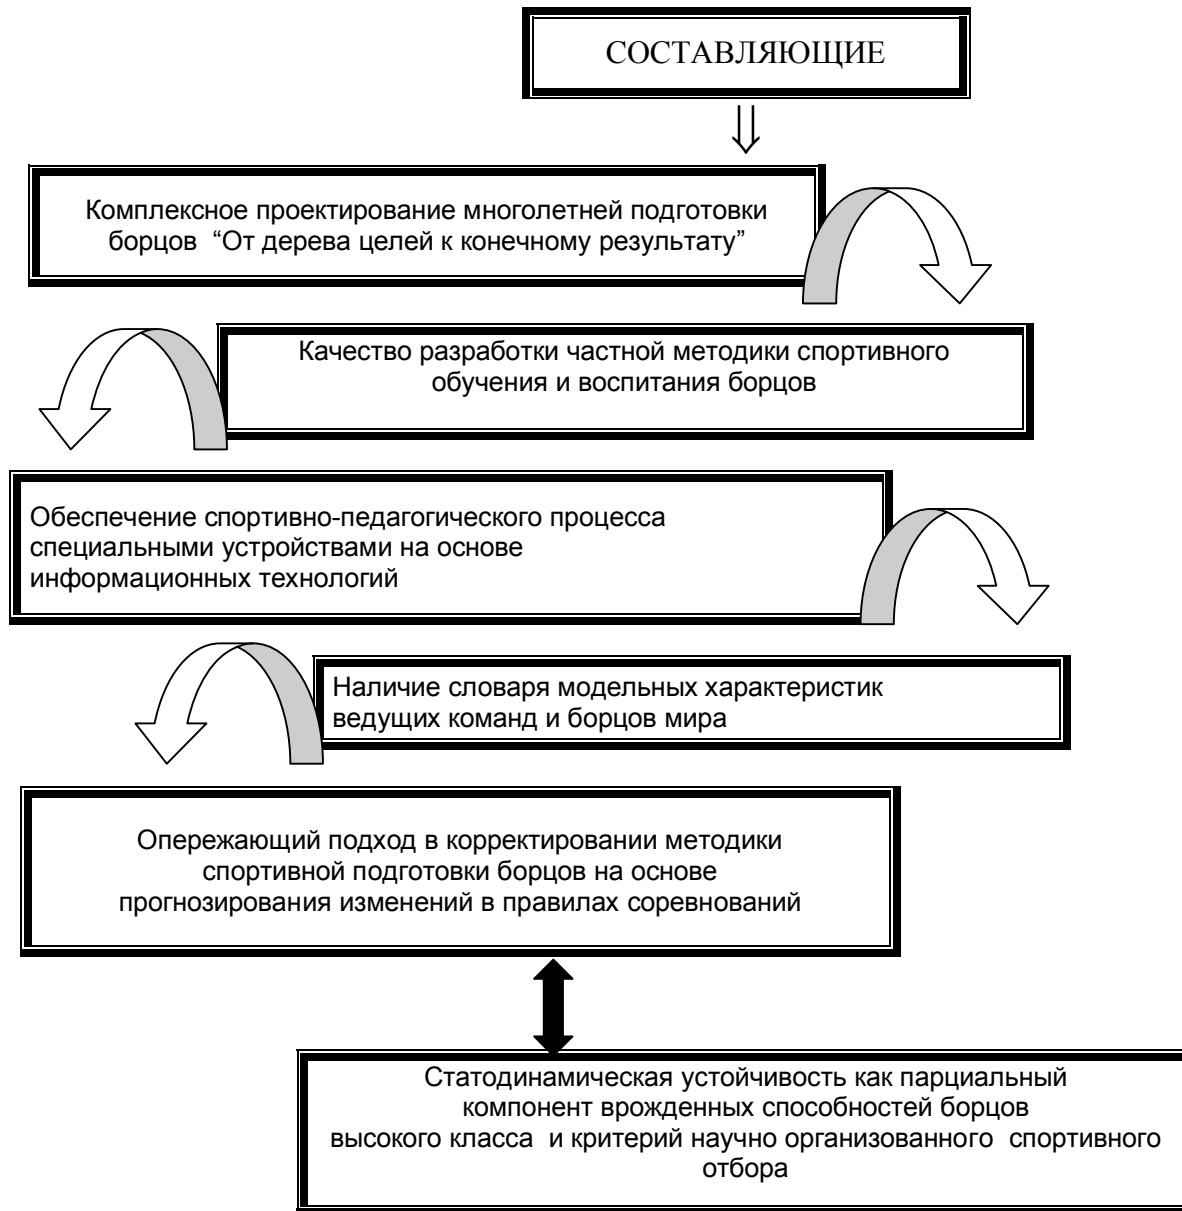 СОСТАВЛЯЮЩИЕ
Комплексное проектирование многолетней подготовки
борцов “От дерева целей к конечному результату”
Качество разработки частной методики спортивного
обучения и воспитания борцов
Обеспечение спортивно-педагогического процесса
специальными устройствами на основе
информационных технологий
Наличие словаря модельных характеристик
ведущих команд и борцов мира
Опережающий подход в корректировании методики
спортивной подготовки борцов на основе
прогнозирования изменений в правилах соревнований
Статодинамическая устойчивость как парциальный
компонент врожденных способностей борцов
высокого класса и критерий научно организованного спортивного
отбора